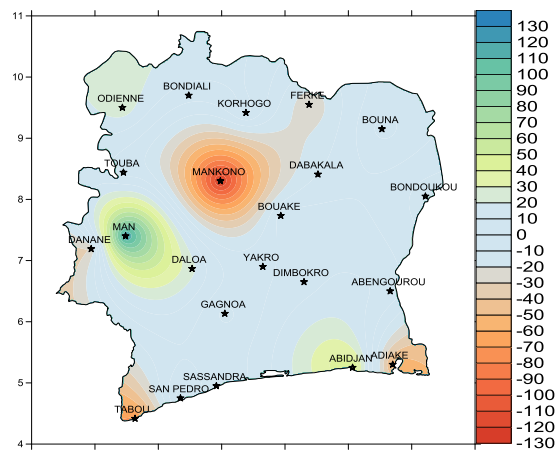 11
10
9
8
7
6
5
4
BONDIALI
ODIENNE
KORHOGO
FERKE
BOUNA
TOUBA
MANKONO
DABAKALA
BONDOUKOU
BOUAKE
MAN
DANANE
DALOA
YAKRO
DIMBOKRO
ABENGOUROU
GAGNOA
ABIDJAN
ADIAKE
SASSANDRA
SAN PEDRO
TABOU
130
120
110
100
90
80
70
60
50
40
30
20
10
0
-10
-20
-30
-40
-50
-60
-70
-80
-90
-100
-110
-120
-130